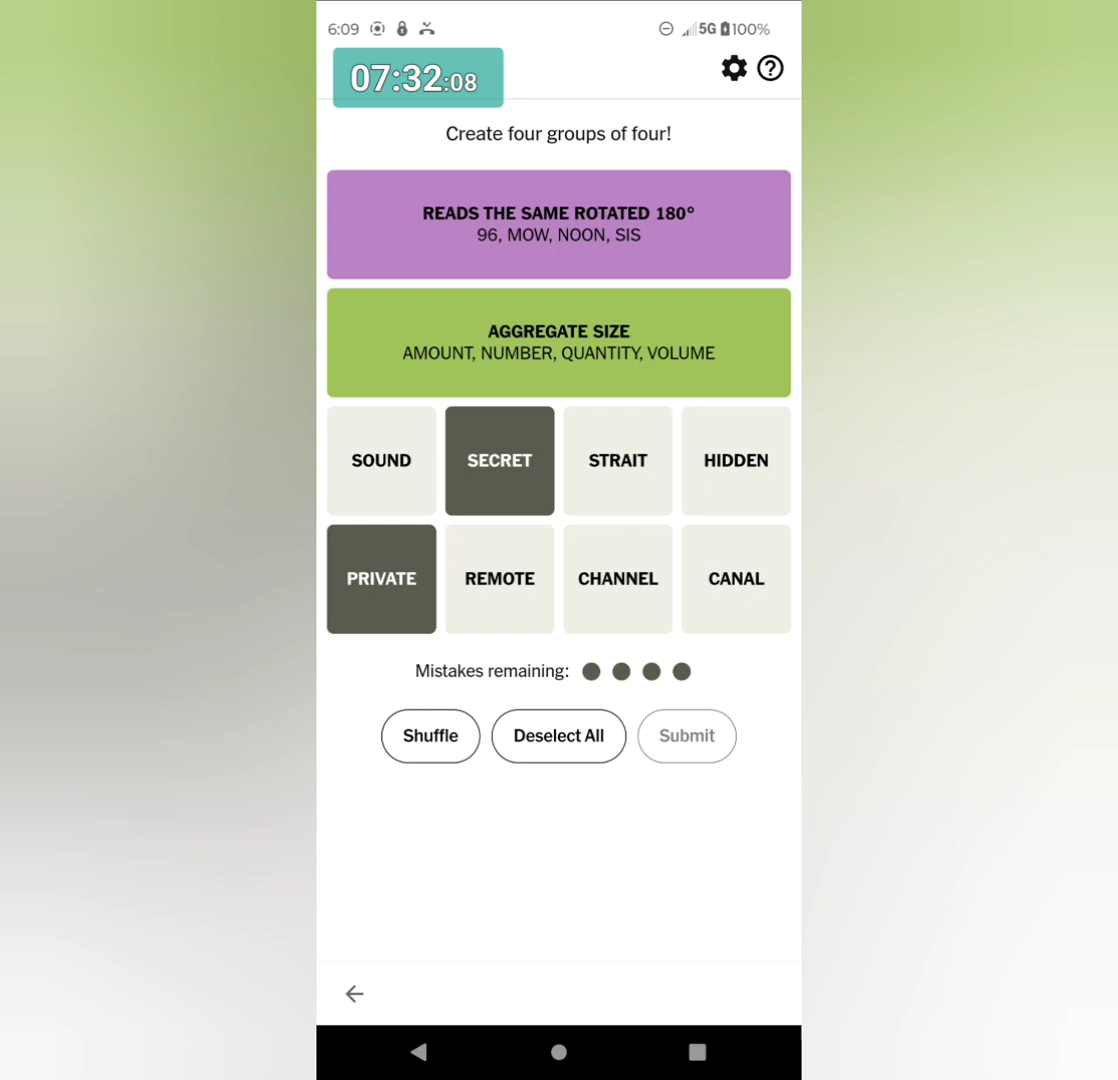 6:09 5G 100%
07:32:08
Create four groups of four!
READS THE SAME ROTATED 180°
96, MOW, NOON, SIS
AGGREGATE SIZE
AMOUNT, NUMBER, QUANTITY, VOLUME
SOUND SECRET STRAIT HIDDEN
PRIVATE REMOTE CHANNEL CANAL
Mistakes remaining:
Shuffle Deselect All Submit